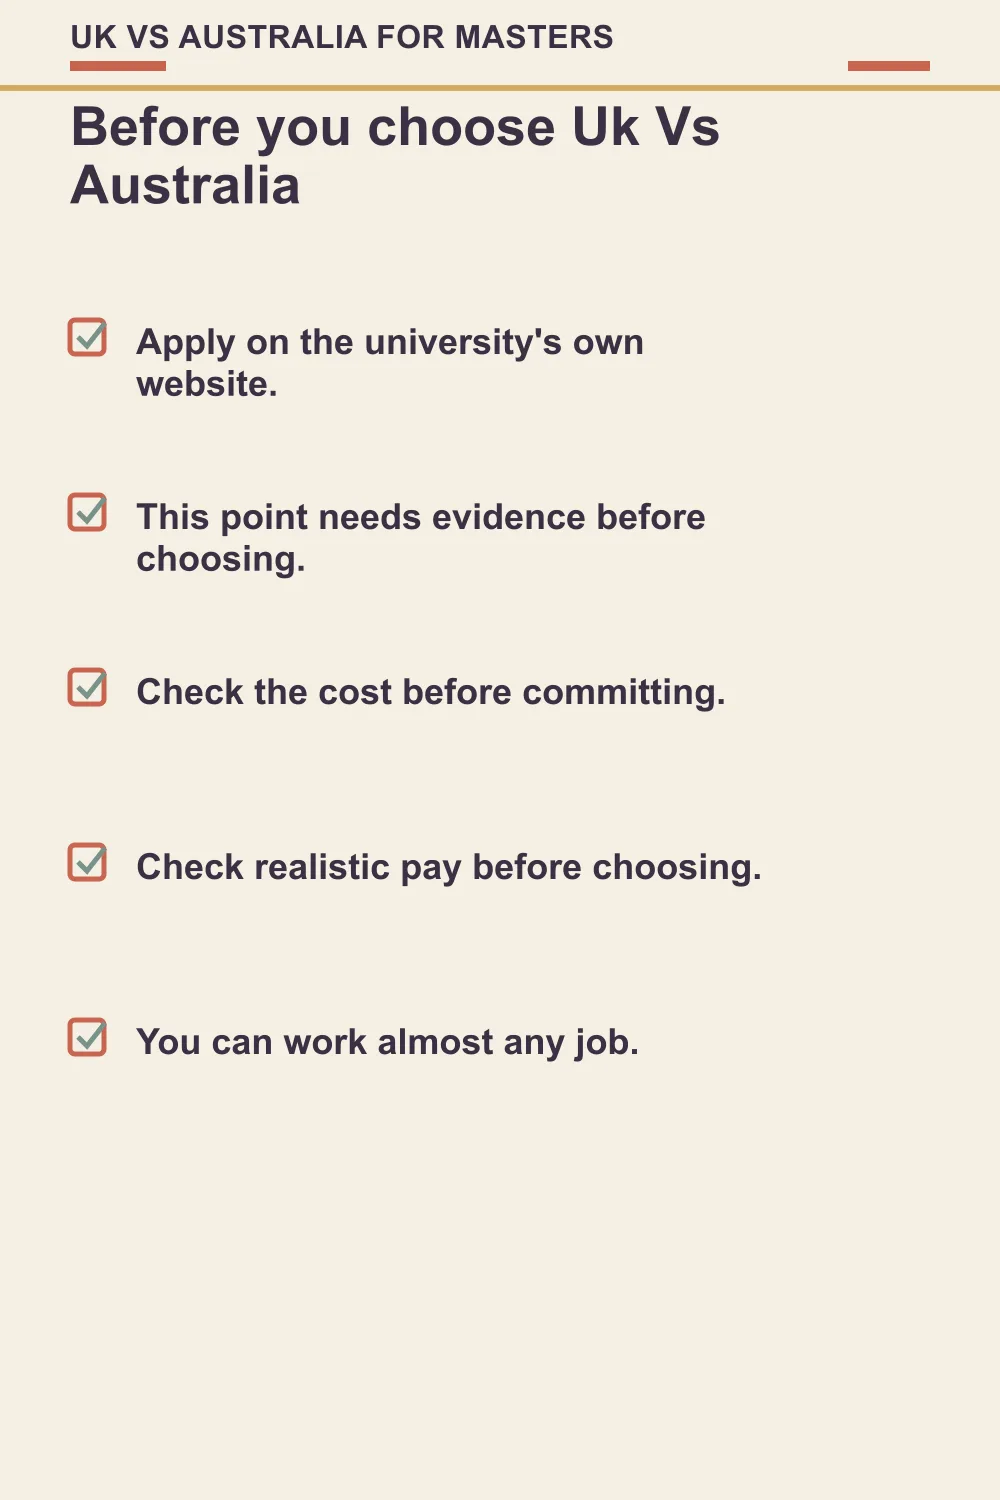 UK VS AUSTRALIA FOR MASTERS
Before you choose Uk Vs
Australia
Apply on the university's own
website.
This point needs evidence before
choosing.
Check the cost before committing.
Check realistic pay before choosing.
You can work almost any job.